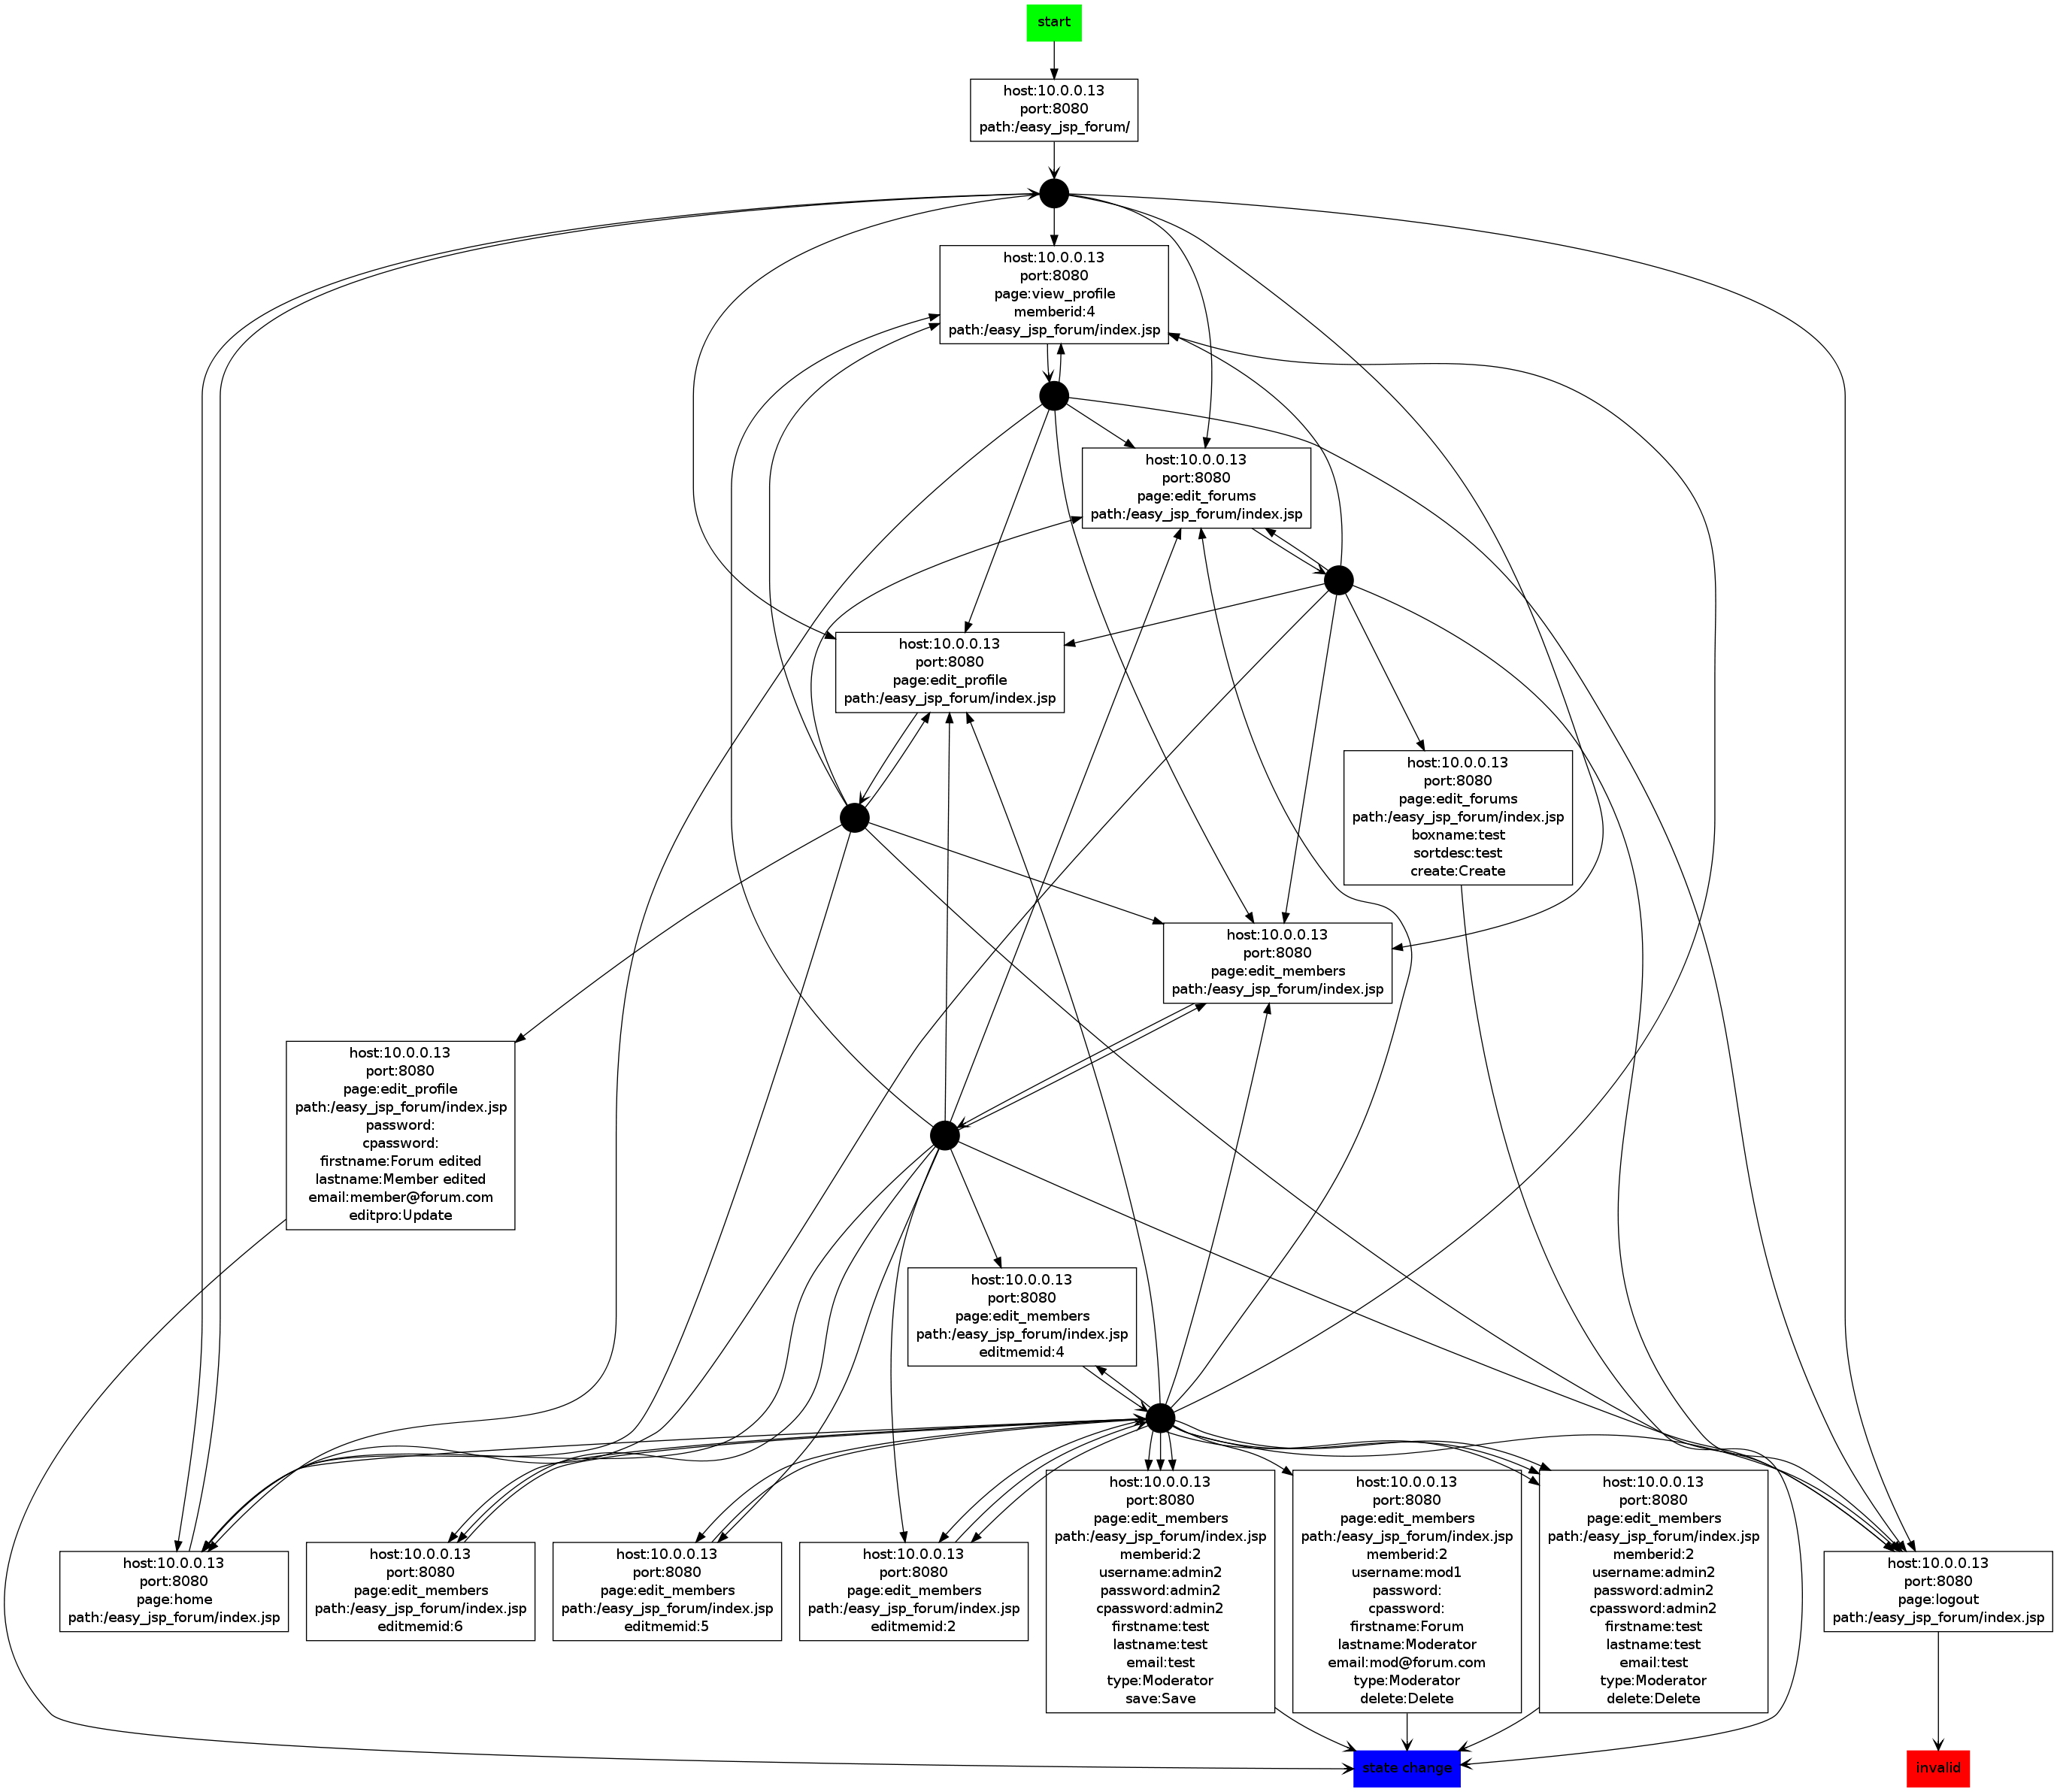 start
host:10.0.0.13
port:8080
path:/easy_jsp_forum/
host:10.0.0.13
port:8080
page:view_profile
memberid:4
path:/easy_jsp_forum/index.jsp
host:10.0.0.13
port:8080
page:edit_forums
path:/easy_jsp_forum/index.jsp
host:10.0.0.13
port:8080
page:edit_profile
path:/easy_jsp_forum/index.jsp
host:10.0.0.13
port:8080
page:edit_forums
path:/easy_jsp_forum/index.jsp
boxname:test
sortdesc:test
create:Create
host:10.0.0.13
port:8080
page:edit_members
path:/easy_jsp_forum/index.jsp
host:10.0.0.13
port:8080
page:edit_profile
path:/easy_jsp_forum/index.jsp
password:
cpassword:
firstname:Forum edited
lastname:Member edited
email:member@forum.com
editpro:Update
host:10.0.0.13
port:8080
page:edit_members
path:/easy_jsp_forum/index.jsp
editmemid:4
host:10.0.0.13
port:8080
page:home
path:/easy_jsp_forum/index.jsp
host:10.0.0.13
port:8080
page:edit_members
path:/easy_jsp_forum/index.jsp
editmemid:6
host:10.0.0.13
port:8080
page:edit_members
path:/easy_jsp_forum/index.jsp
editmemid:5
host:10.0.0.13
port:8080
page:edit_members
path:/easy_jsp_forum/index.jsp
editmemid:2
host:10.0.0.13
port:8080
page:edit_members
path:/easy_jsp_forum/index.jsp
memberid:2
username:admin2
password:admin2
cpassword:admin2
firstname:test
lastname:test
email:test
type:Moderator
save:Save
host:10.0.0.13
port:8080
page:edit_members
path:/easy_jsp_forum/index.jsp
memberid:2
username:mod1
password:
cpassword:
firstname:Forum
lastname:Moderator
email:mod@forum.com
type:Moderator
delete:Delete
host:10.0.0.13
port:8080
page:edit_members
path:/easy_jsp_forum/index.jsp
memberid:2
username:admin2
password:admin2
cpassword:admin2
firstname:test
lastname:test
email:test
type:Moderator
delete:Delete
host:10.0.0.13
port:8080
page:logout
path:/easy_jsp_forum/index.jsp
state change
invalid